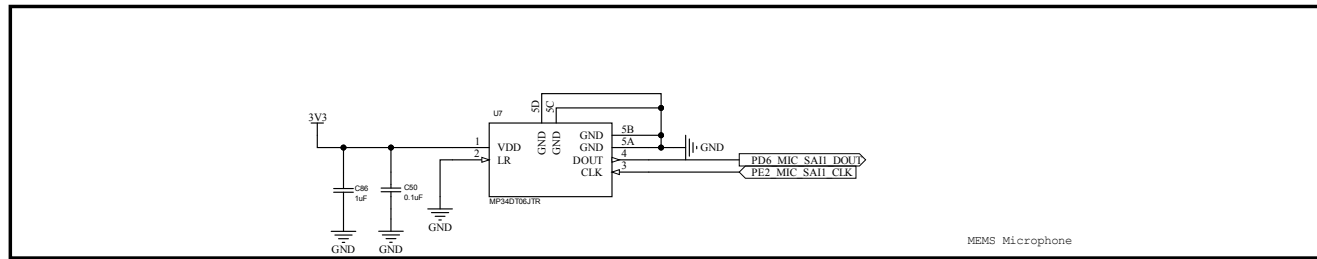 5D
5C
U7
3V3
5B
1
VDD
GND
GND
GND
5A
GND
GND
2
LR
DOUT
4
PD6_MIC_SAI1_DOUT
CLK
3
PE2_MIC_SAI1_CLK
C86
1uF
C50
0.1uF
MP34DT06JTR
GND
GND
GND
MEMS Microphone